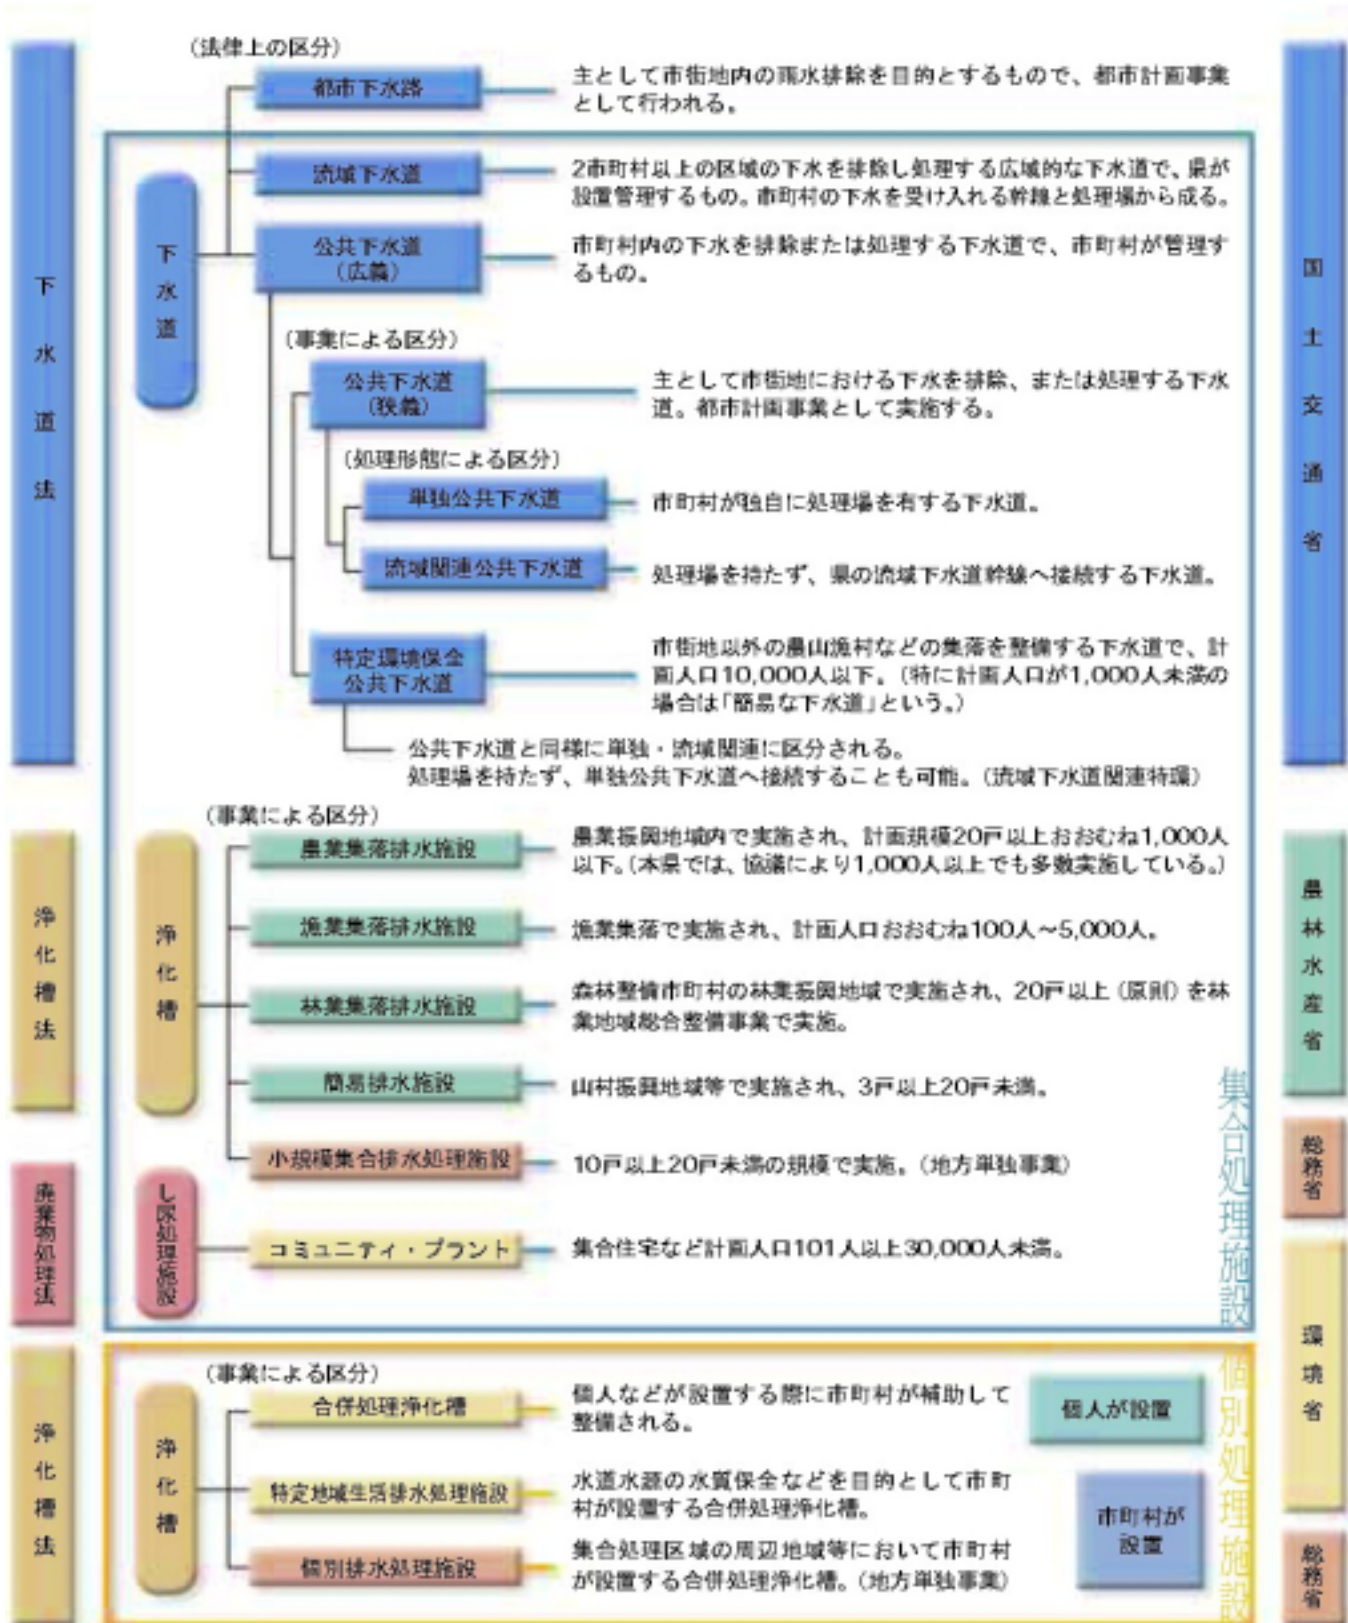 (法律上の区分)
都市下水路
主として市街地内の雨水排除を目的とするもので、都市計画事業
として行われる。
流域下水道
2市町村以上の区域の下水を排除し処理する広域的な下水道で、県が
設置管理するもの。市町村の下水を受け入れる幹線と処理場から成る。
下水道
公共下水道
(広義)
市町村内の下水を排除または処理する下水道で、市町村が管理す
るもの。
下水道法
国土交通省
(事業による区分)
公共下水道
(狭義)
主として市街地における下水を排除、または処理する下水
道。都市計画事業として実施する。
(処理形態による区分)
単独公共下水道
市町村が独自に処理場を有する下水道。
流域関連公共下水道
処理場を持たず、県の流域下水道幹線へ接続する下水道。
特定環境保全
公共下水道
市街地以外の農山漁村などの集落を整備する下水道で、計
画人口10,000人以下。(特に計画人口が1,000人未満の
場合は「簡易な下水道」という。)
公共下水道と同様に単独・流域関連に区分される。
処理場を持たず、単独公共下水道へ接続することも可能。(流域下水道関連特環)
(事業による区分)
農業集落排水施設
農業振興地域内で実施され、計画規模20戸以上おおむね1,000人
以下。(本県では、協議により1,000人以上でも多数実施している。)
浄化槽法
浄化槽
農林水産省
漁業集落排水施設
漁業集落で実施され、計画人口おおむね100人～5,000人。
林業集落排水施設
森林整備市町村の林業振興地域で実施され、20戸以上(原則)を林
業地域総合整備事業で実施。
簡易排水施設
山村振興地域等で実施され、3戸以上20戸未満。
小規模集合排水処理施設
10戸以上20戸未満の規模で実施。(地方単独事業)
総務省
集合処理施設
廃棄物処理法
し尿処理施設
コミュニティ・プラント
集合住宅など計画人口101人以上30,000人未満。
環境省
(事業による区分)
合併処理浄化槽
個人などが設置する際に市町村が補助して
整備される。
個人が設置
個別処理施設
浄化槽法
浄化槽
特定地域生活排水処理施設
水道水源の水質保全などを目的として市町
村が設置する合併処理浄化槽。
市町村が
設置
個別排水処理施設
集合処理区域の周辺地域等において市町村
が設置する合併処理浄化槽。(地方単独事業)
総務省